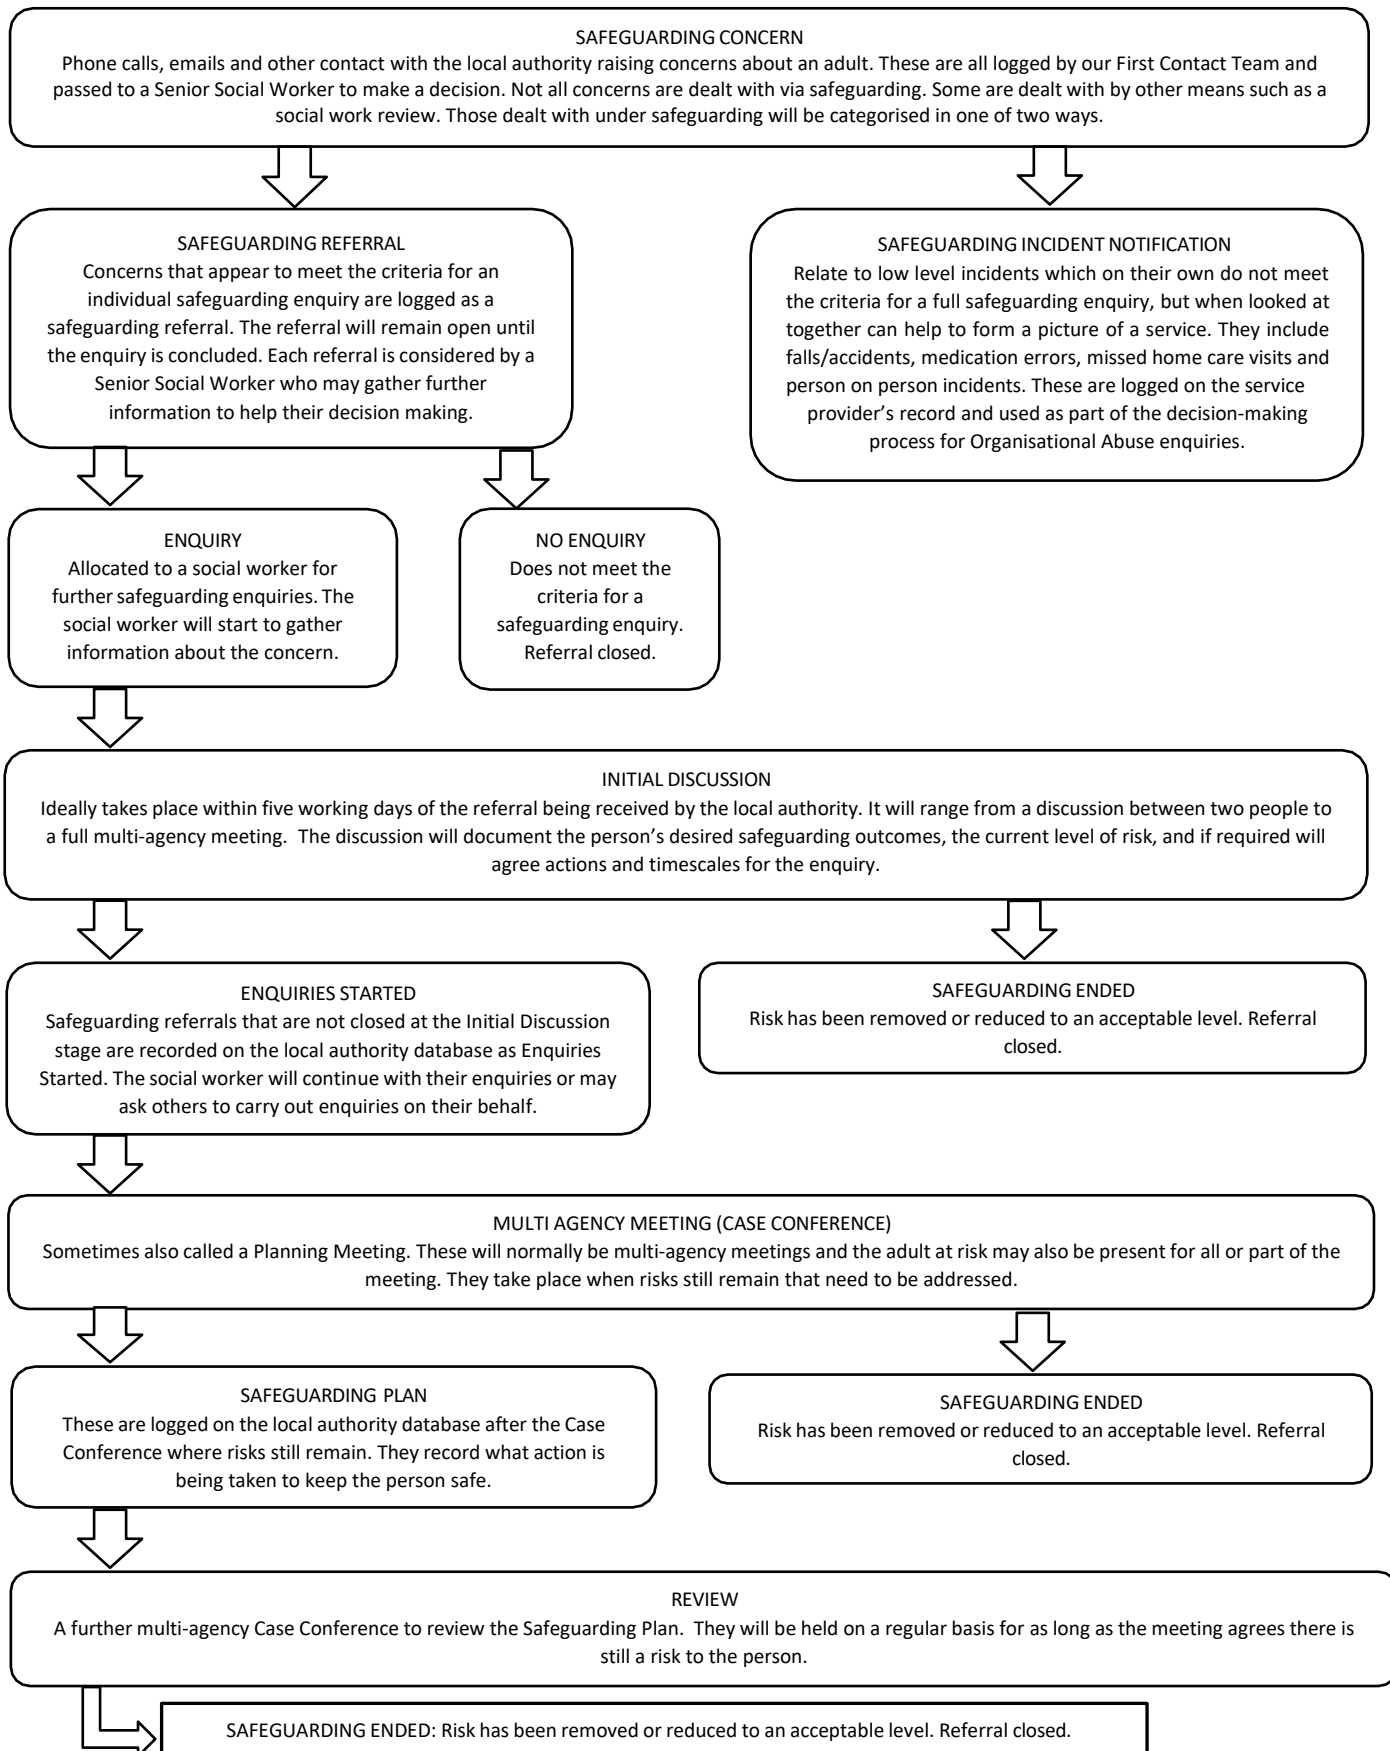 SAFEGUARDING CONCERN
Phone calls, emails and other contact with the local authority raising concerns about an adult. These are all logged by our First Contact Team and
passed to a Senior Social Worker to make a decision. Not all concerns are dealt with via safeguarding. Some are dealt with by other means such as a
social work review. Those dealt with under safeguarding will be categorised in one of two ways.
SAFEGUARDING REFERRAL
Concerns that appear to meet the criteria for an
individual safeguarding enquiry are logged as a
safeguarding referral. The referral will remain open until
the enquiry is concluded. Each referral is considered by a
Senior Social Worker who may gather further
information to help their decision making.
SAFEGUARDING INCIDENT NOTIFICATION
Relate to low level incidents which on their own do not meet
the criteria for a full safeguarding enquiry, but when looked at
together can help to form a picture of a service. They include
falls/accidents, medication errors, missed home care visits and
person on person incidents. These are logged on the service
provider’s record and used as part of the decision-making
process for Organisational Abuse enquiries.
ENQUIRY
Allocated to a social worker for
further safeguarding enquiries. The
social worker will start to gather
information about the concern.
NO ENQUIRY
Does not meet the
criteria for a
safeguarding enquiry.
Referral closed.
INITIAL DISCUSSION
Ideally takes place within five working days of the referral being received by the local authority. It will range from a discussion between two people to
a full multi-agency meeting. The discussion will document the person’s desired safeguarding outcomes, the current level of risk, and if required will
agree actions and timescales for the enquiry.
ENQUIRIES STARTED
Safeguarding referrals that are not closed at the Initial Discussion
stage are recorded on the local authority database as Enquiries
Started. The social worker will continue with their enquiries or may
ask others to carry out enquiries on their behalf.
SAFEGUARDING ENDED
Risk has been removed or reduced to an acceptable level. Referral
closed.
MULTI AGENCY MEETING (CASE CONFERENCE)
Sometimes also called a Planning Meeting. These will normally be multi-agency meetings and the adult at risk may also be present for all or part of the
meeting. They take place when risks still remain that need to be addressed.
SAFEGUARDING PLAN
These are logged on the local authority database after the Case
Conference where risks still remain. They record what action is
being taken to keep the person safe.
SAFEGUARDING ENDED
Risk has been removed or reduced to an acceptable level. Referral
closed.
REVIEW
A further multi-agency Case Conference to review the Safeguarding Plan. They will be held on a regular basis for as long as the meeting agrees there is
still a risk to the person.
SAFEGUARDING ENDED: Risk has been removed or reduced to an acceptable level. Referral closed.